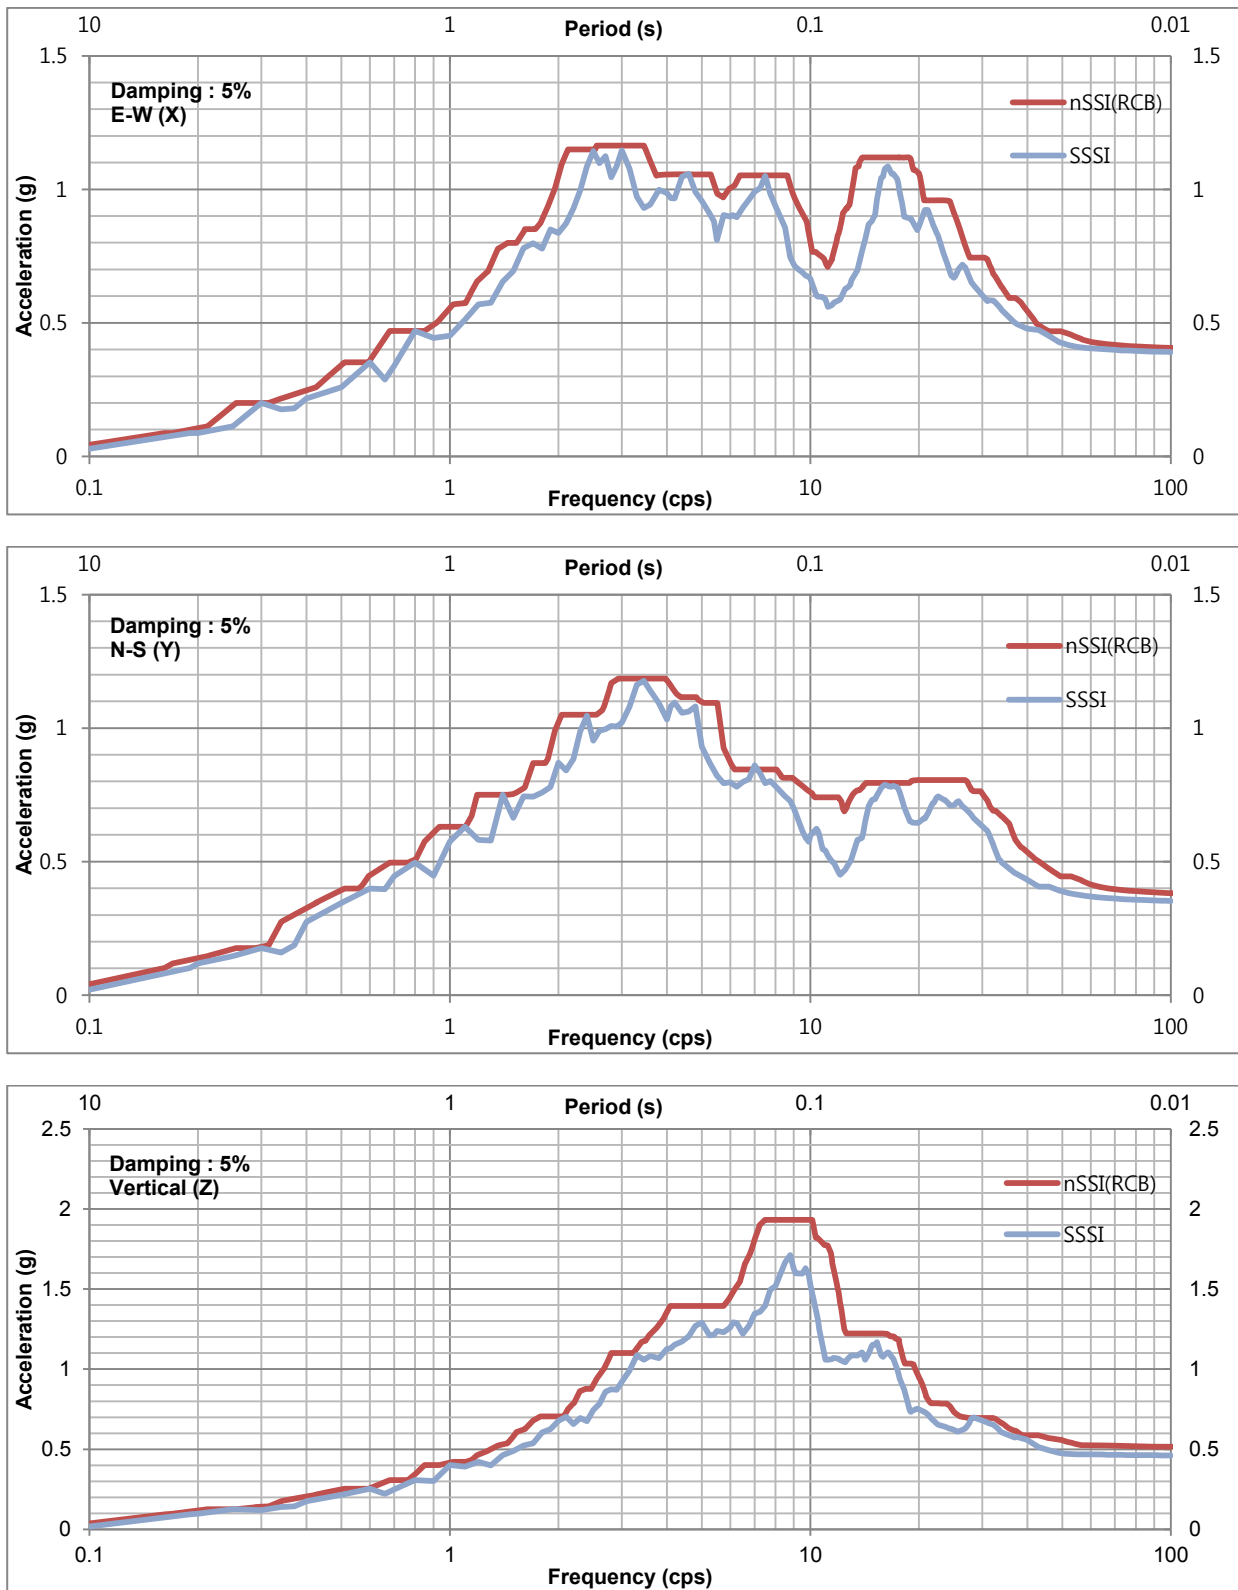 10 1 Period (s) 0.1 0.01
1.5 1.5
Damping : 5%
E-W (X)
nSSI(RCB)
SSSI
Acceleration (g)
1 1
0.5 0.5
0 0
0.1 1 10 100
Frequency (cps)
10 1 Period (s) 0.1 0.01
1.5 1.5
Damping : 5%
N-S (Y)
nSSI(RCB)
SSSI
Acceleration (g)
1 1
0.5 0.5
0 0
0.1 1 10 100
Frequency (cps)
10 1 Period (s) 0.1 0.01
2.5 2.5
Damping : 5%
Vertical (Z)
nSSI(RCB)
SSSI
Acceleration (g)
2 2
1.5 1.5
1 1
0.5 0.5
0 0
0.1 1 10 100
Frequency (cps)